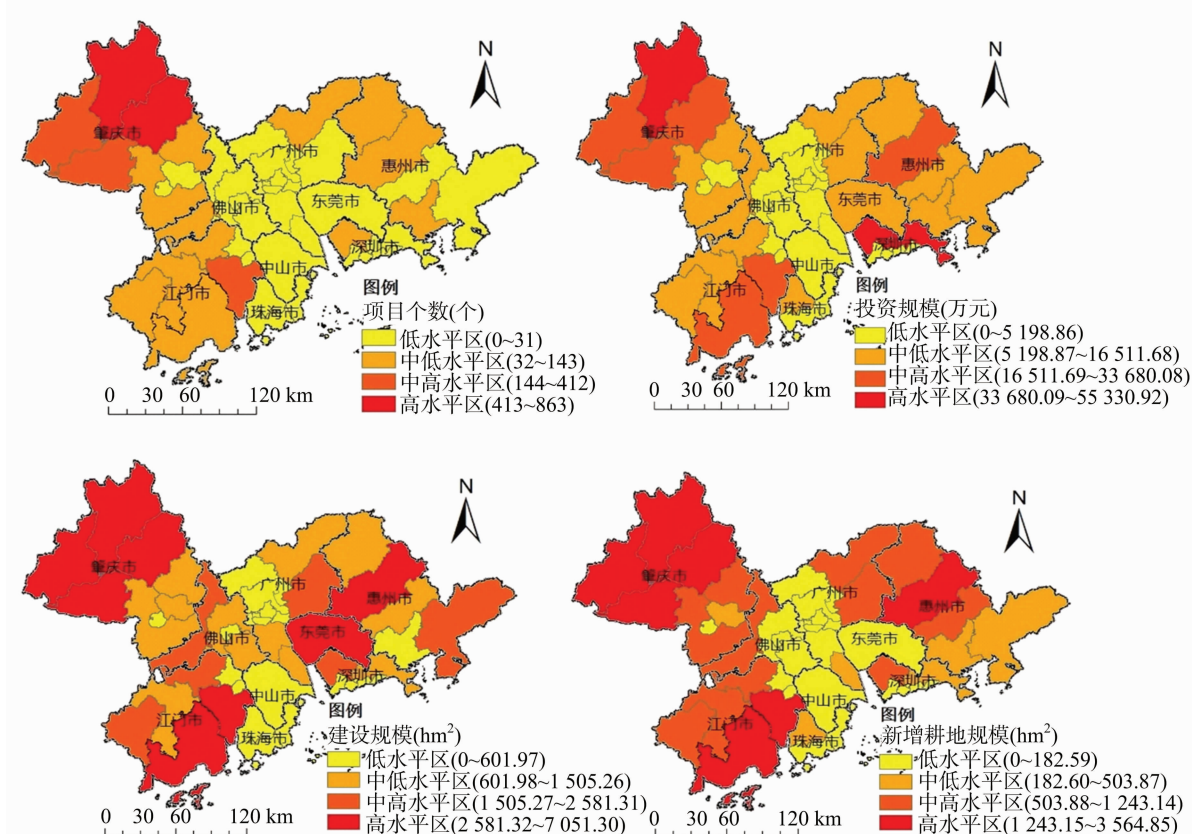 N
肇庆市
广州市
惠州市
佛山市
东莞市
深圳市
中山市
江门市
珠海市
图例
项目个数(个)
低水平区(0~31)
中低水平区(32~143)
中高水平区(144~412)
高水平区(413~863)
0 30 60 120 km
N
肇庆市
广州市
惠州市
东莞市
佛山市
深圳市
中山市
江门市
珠海市
图例
投资规模(万元)
低水平区(0~5 198.86)
中低水平区(5 198.87~16 511.68)
中高水平区(16 511.69~33 680.08)
高水平区(33 680.09~55 330.92)
0 30 60 120 km
N
肇庆市
广州市
惠州市
佛山市
东莞市
深圳市
中山市
江门市
珠海市
图例
建设规模(hm²)
低水平区(0~601.97)
中低水平区(601.98~1 505.26)
中高水平区(1 505.27~2 581.31)
高水平区(2 581.32~7 051.30)
0 30 60 120 km
N
肇庆市
广州市
惠州市
佛山市
东莞市
深圳市
中山市
江门市
珠海市
图例
新增耕地规模(hm²)
低水平区(0~182.59)
中低水平区(182.60~503.87)
中高水平区(503.88~1 243.14)
高水平区(1 243.15~3 564.85)
0 30 60 120 km